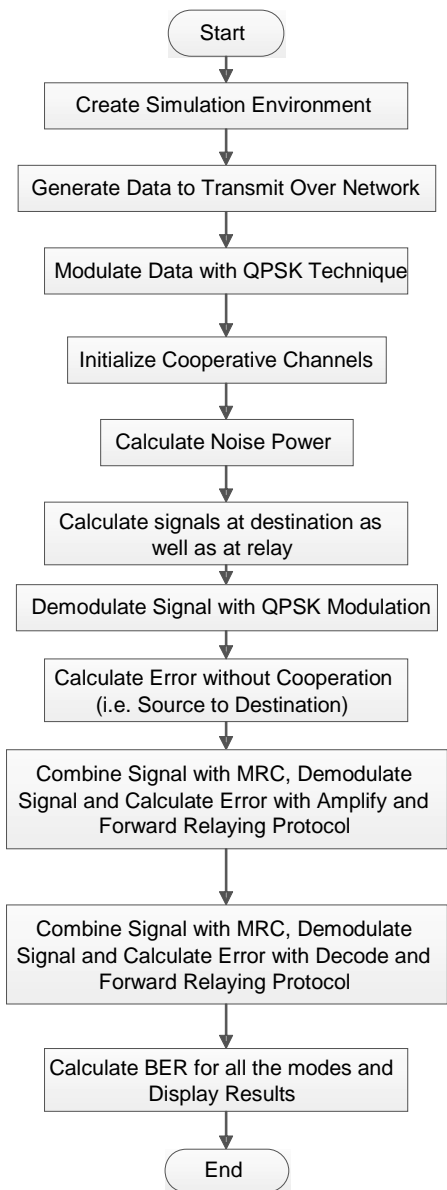 Start
Create Simulation Environment
Generate Data to Transmit Over Network
Modulate Data with QPSK Technique
Initialize Cooperative Channels
Calculate Noise Power
Calculate signals at destination as
well as at relay
Demodulate Signal with QPSK Modulation
Calculate Error without Cooperation
(i.e. Source to Destination)
Combine Signal with MRC, Demodulate
Signal and Calculate Error with Amplify and
Forward Relaying Protocol
Combine Signal with MRC, Demodulate
Signal and Calculate Error with Decode and
Forward Relaying Protocol
Calculate BER for all the modes and
Display Results
End